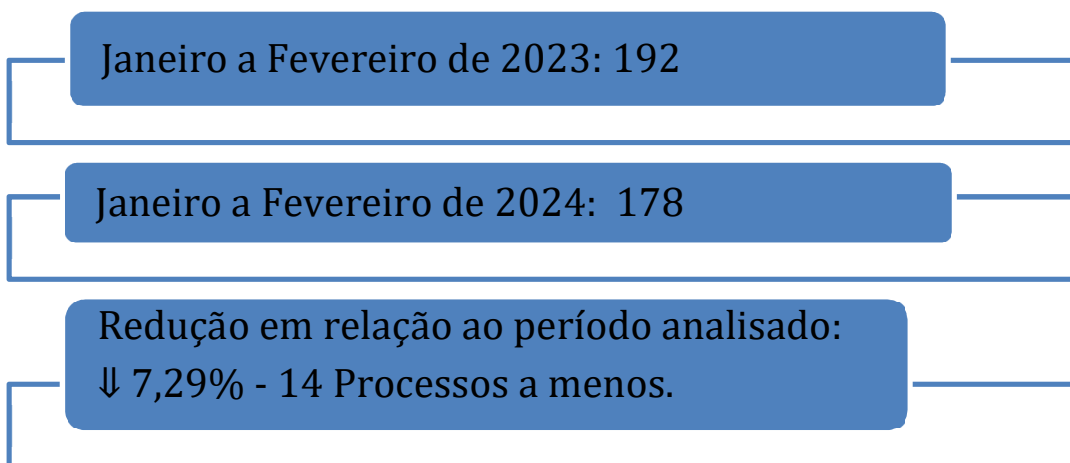 Janeiro a Fevereiro de 2023: 192
Janeiro a Fevereiro de 2024:  178
Redução em relação ao período analisado:
⇓ 7,29% - 14 Processos a menos.